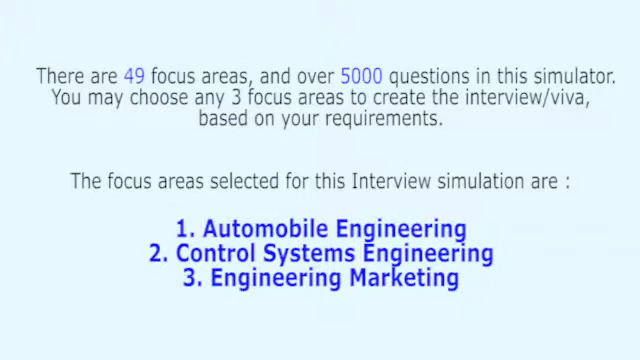 There are 49 focus areas, and over 5000 questions in this simulator.
You may choose any 3 focus areas to create the interview/viva,
based on your requirements.
The focus areas selected for this Interview simulation are :
1. Automobile Engineering
2. Control Systems Engineering
3. Engineering Marketing